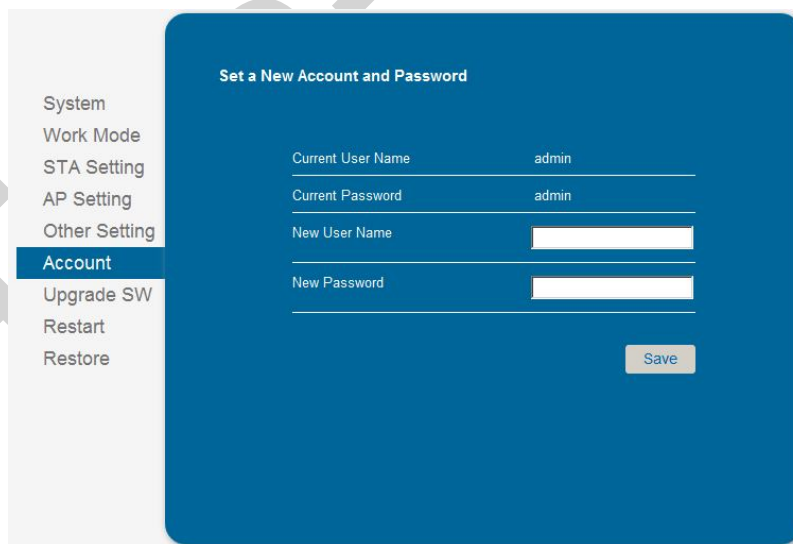 Set a New Account and Password
System
Work Mode
STA Setting
AP Setting
Other Setting
Account
Upgrade SW
Restart
Restore
Current User Name admin
Current Password admin
New User Name
New Password
Save